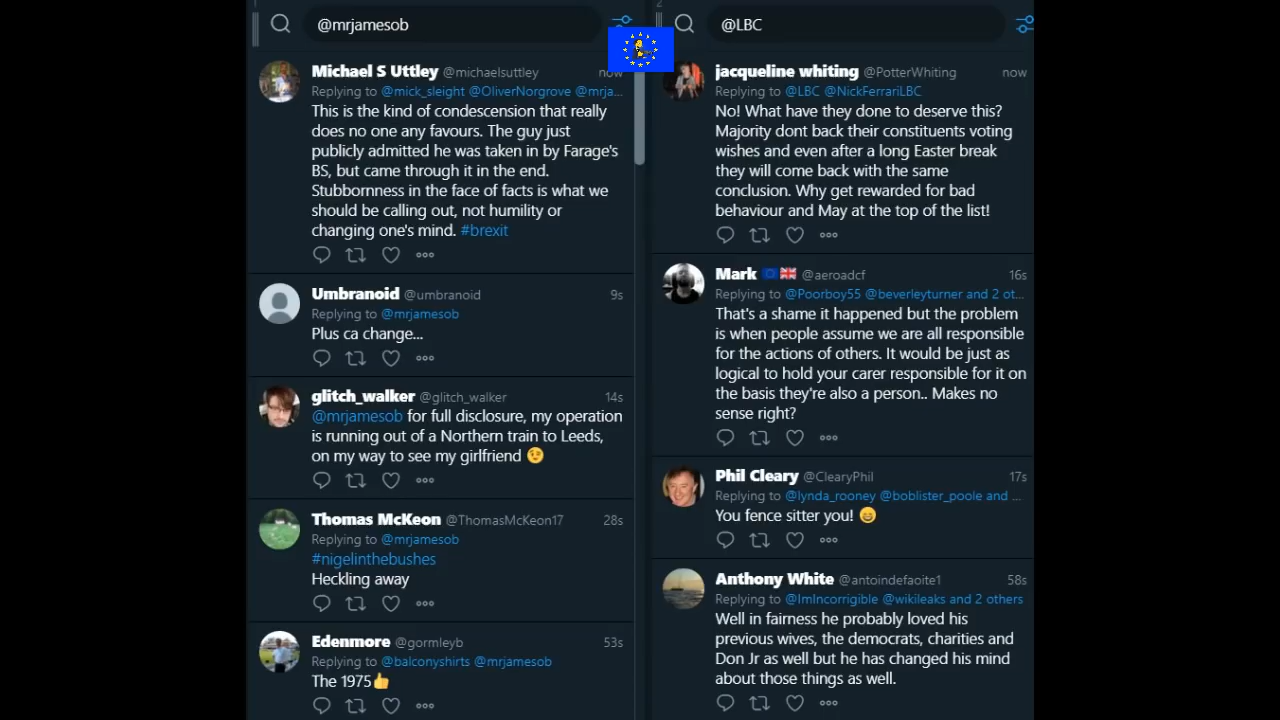 1
@mrjamesob
Michael S Uttley @michaelsuttley now
Replying to @mick_sleight @OliverNorgrove @mrja...
This is the kind of condescension that really
does no one any favours. The guy just
publicly admitted he was taken in by Farage's
BS, but came through it in the end.
Stubbornness in the face of facts is what we
should be calling out, not humility or
changing one's mind. #brexit
Umbranoid @umbranoid 9s
Replying to @mrjamesob
Plus ca change...
glitch_walker @glitch_walker 14s
@mrjamesob for full disclosure, my operation
is running out of a Northern train to Leeds,
on my way to see my girlfriend 🤨
Thomas McKeon @ThomasMcKeon17 28s
Replying to @mrjamesob
#nigelinthebushes
Heckling away
Edenmore @gormleyb 53s
Replying to @balconyshirts @mrjamesob
The 1975👍
2
@LBC
jacqueline whiting @PotterWhiting now
Replying to @LBC @NickFerrariLBC
No! What have they done to deserve this?
Majority dont back their constituents voting
wishes and even after a long Easter break
they will come back with the same
conclusion. Why get rewarded for bad
behaviour and May at the top of the list!
Mark 🇪🇺🇬🇧 @aeroadcf 16s
Replying to @Poorboy55 @beverleyturner and 2 ot...
That's a shame it happened but the problem
is when people assume we are all responsible
for the actions of others. It would be just as
logical to hold your carer responsible for it on
the basis they're also a person.. Makes no
sense right?
Phil Cleary @ClearyPhil 17s
Replying to @lynda_rooney @boblister_poole and ...
You fence sitter you! 😄
Anthony White @antoindefaoite1 58s
Replying to @ImIncorrigible @wikileaks and 2 others
Well in fairness he probably loved his
previous wives, the democrats, charities and
Don Jr as well but he has changed his mind
about those things as well.